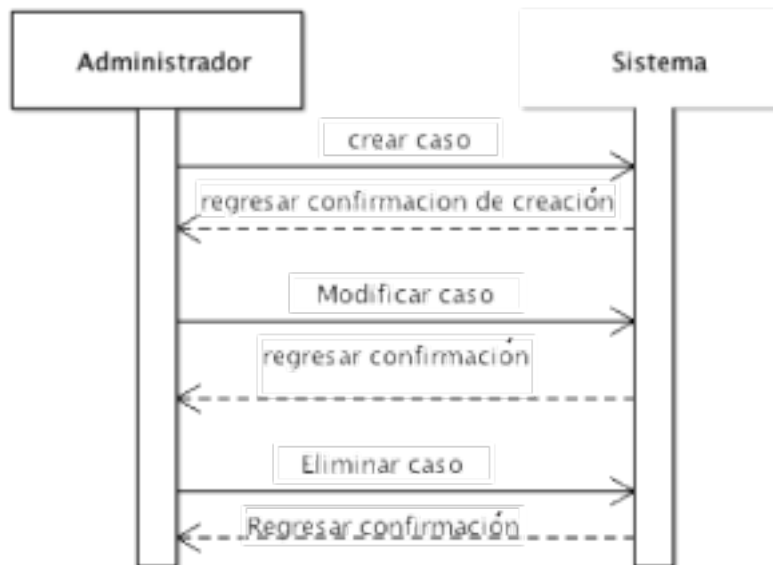 Administrador
Sistema
crear caso
regresar confirmacion de creación
Modificar caso
regresar confirmación
Eliminar caso
Regresar confirmación